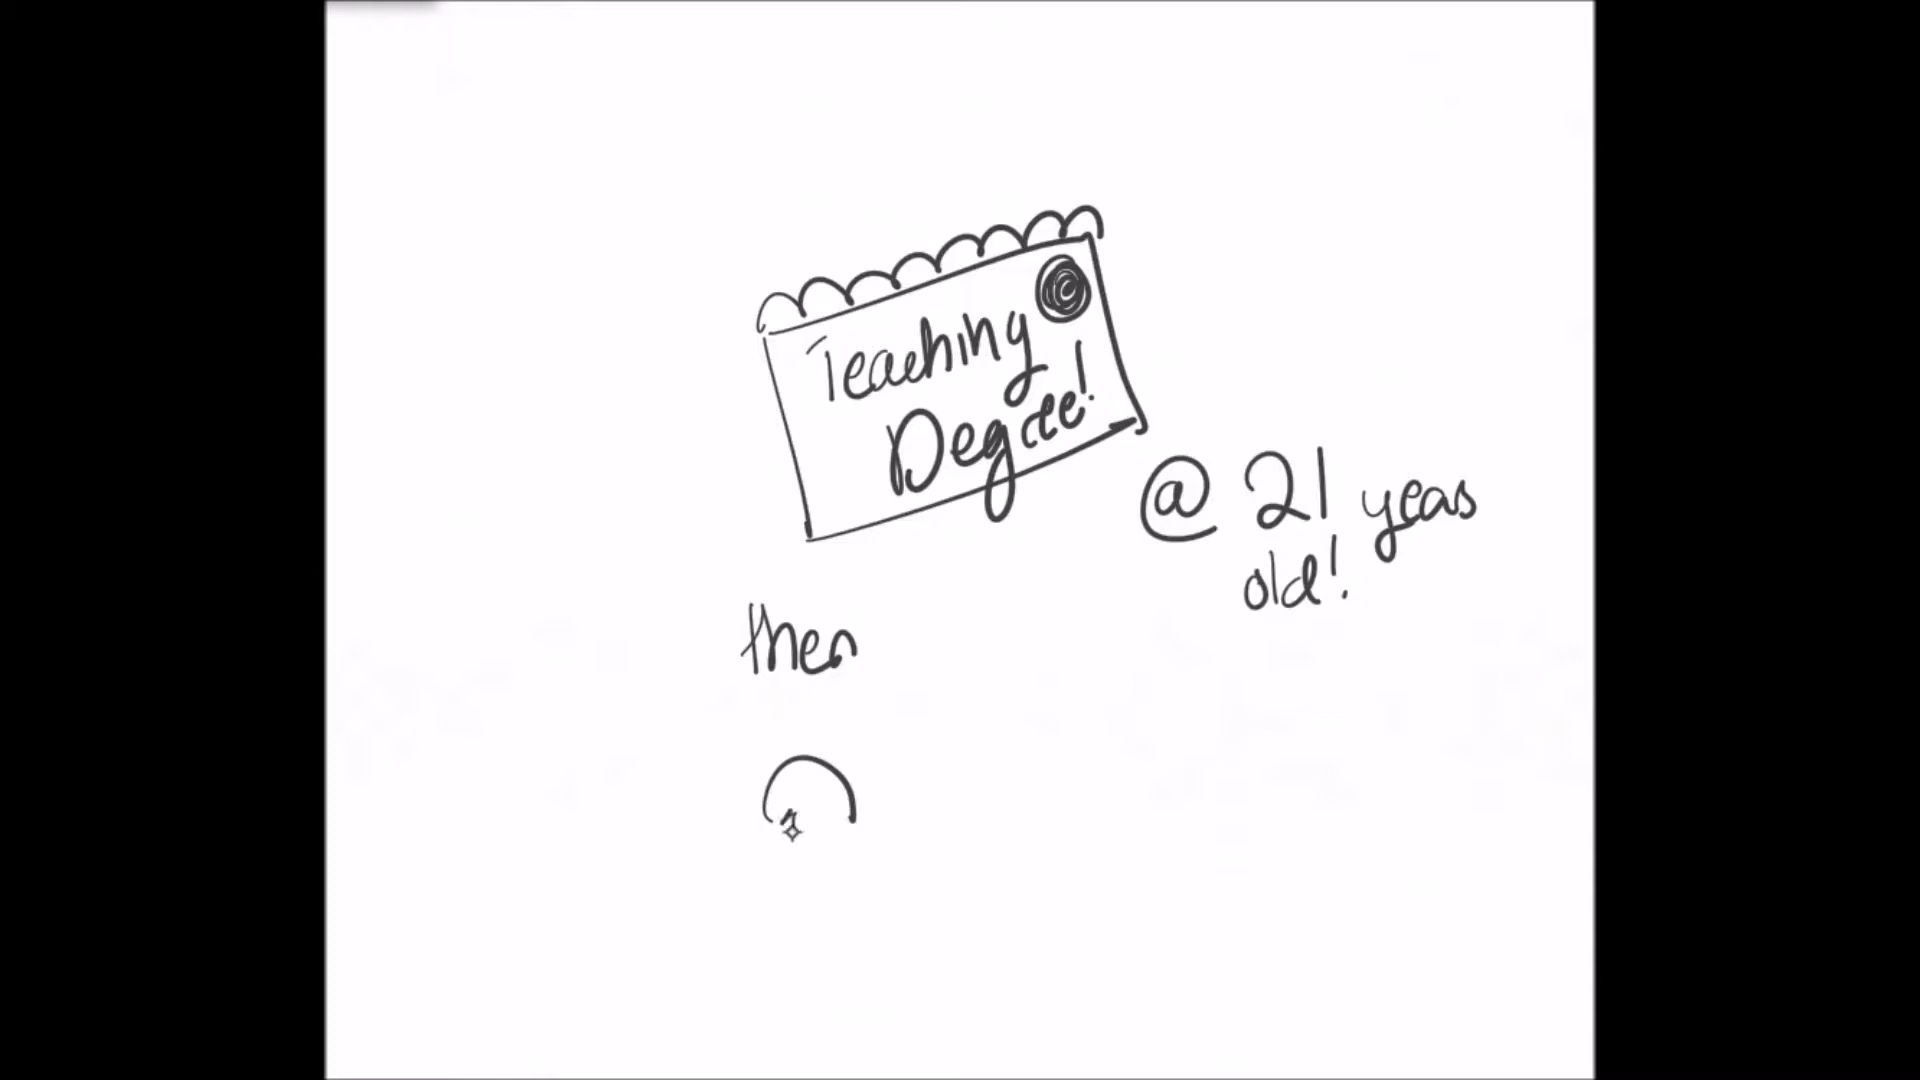 Teaching
Degree!
@ 21 years
old!
then